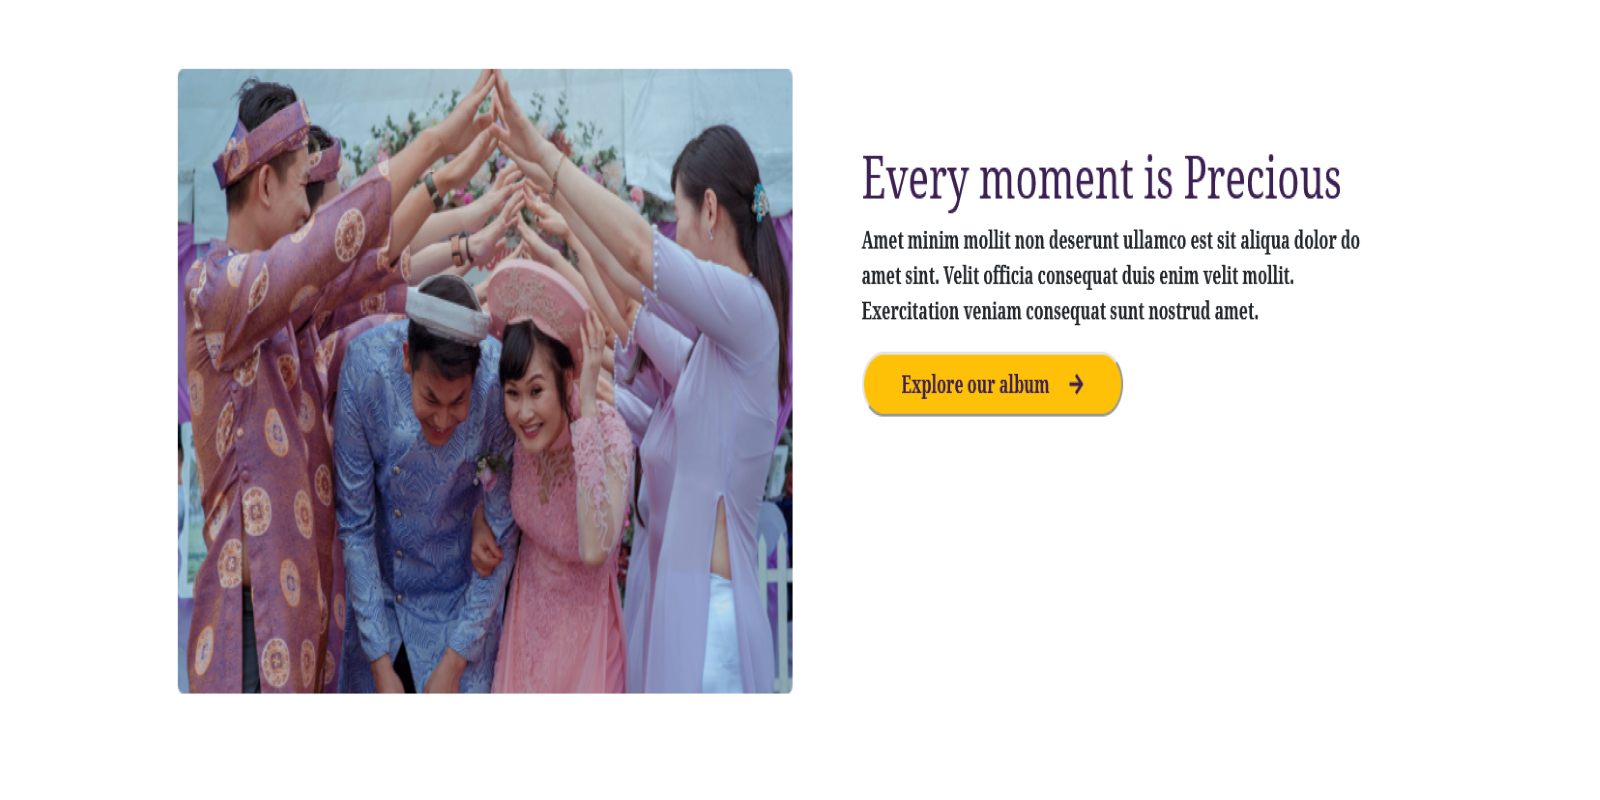 Every moment is Precious
Amet minim mollit non deserunt ullamco est sit aliqua dolor do
amet sint. Velit officia consequat duis enim velit mollit.
Exercitation veniam consequat sunt nostrud amet.
Explore our album